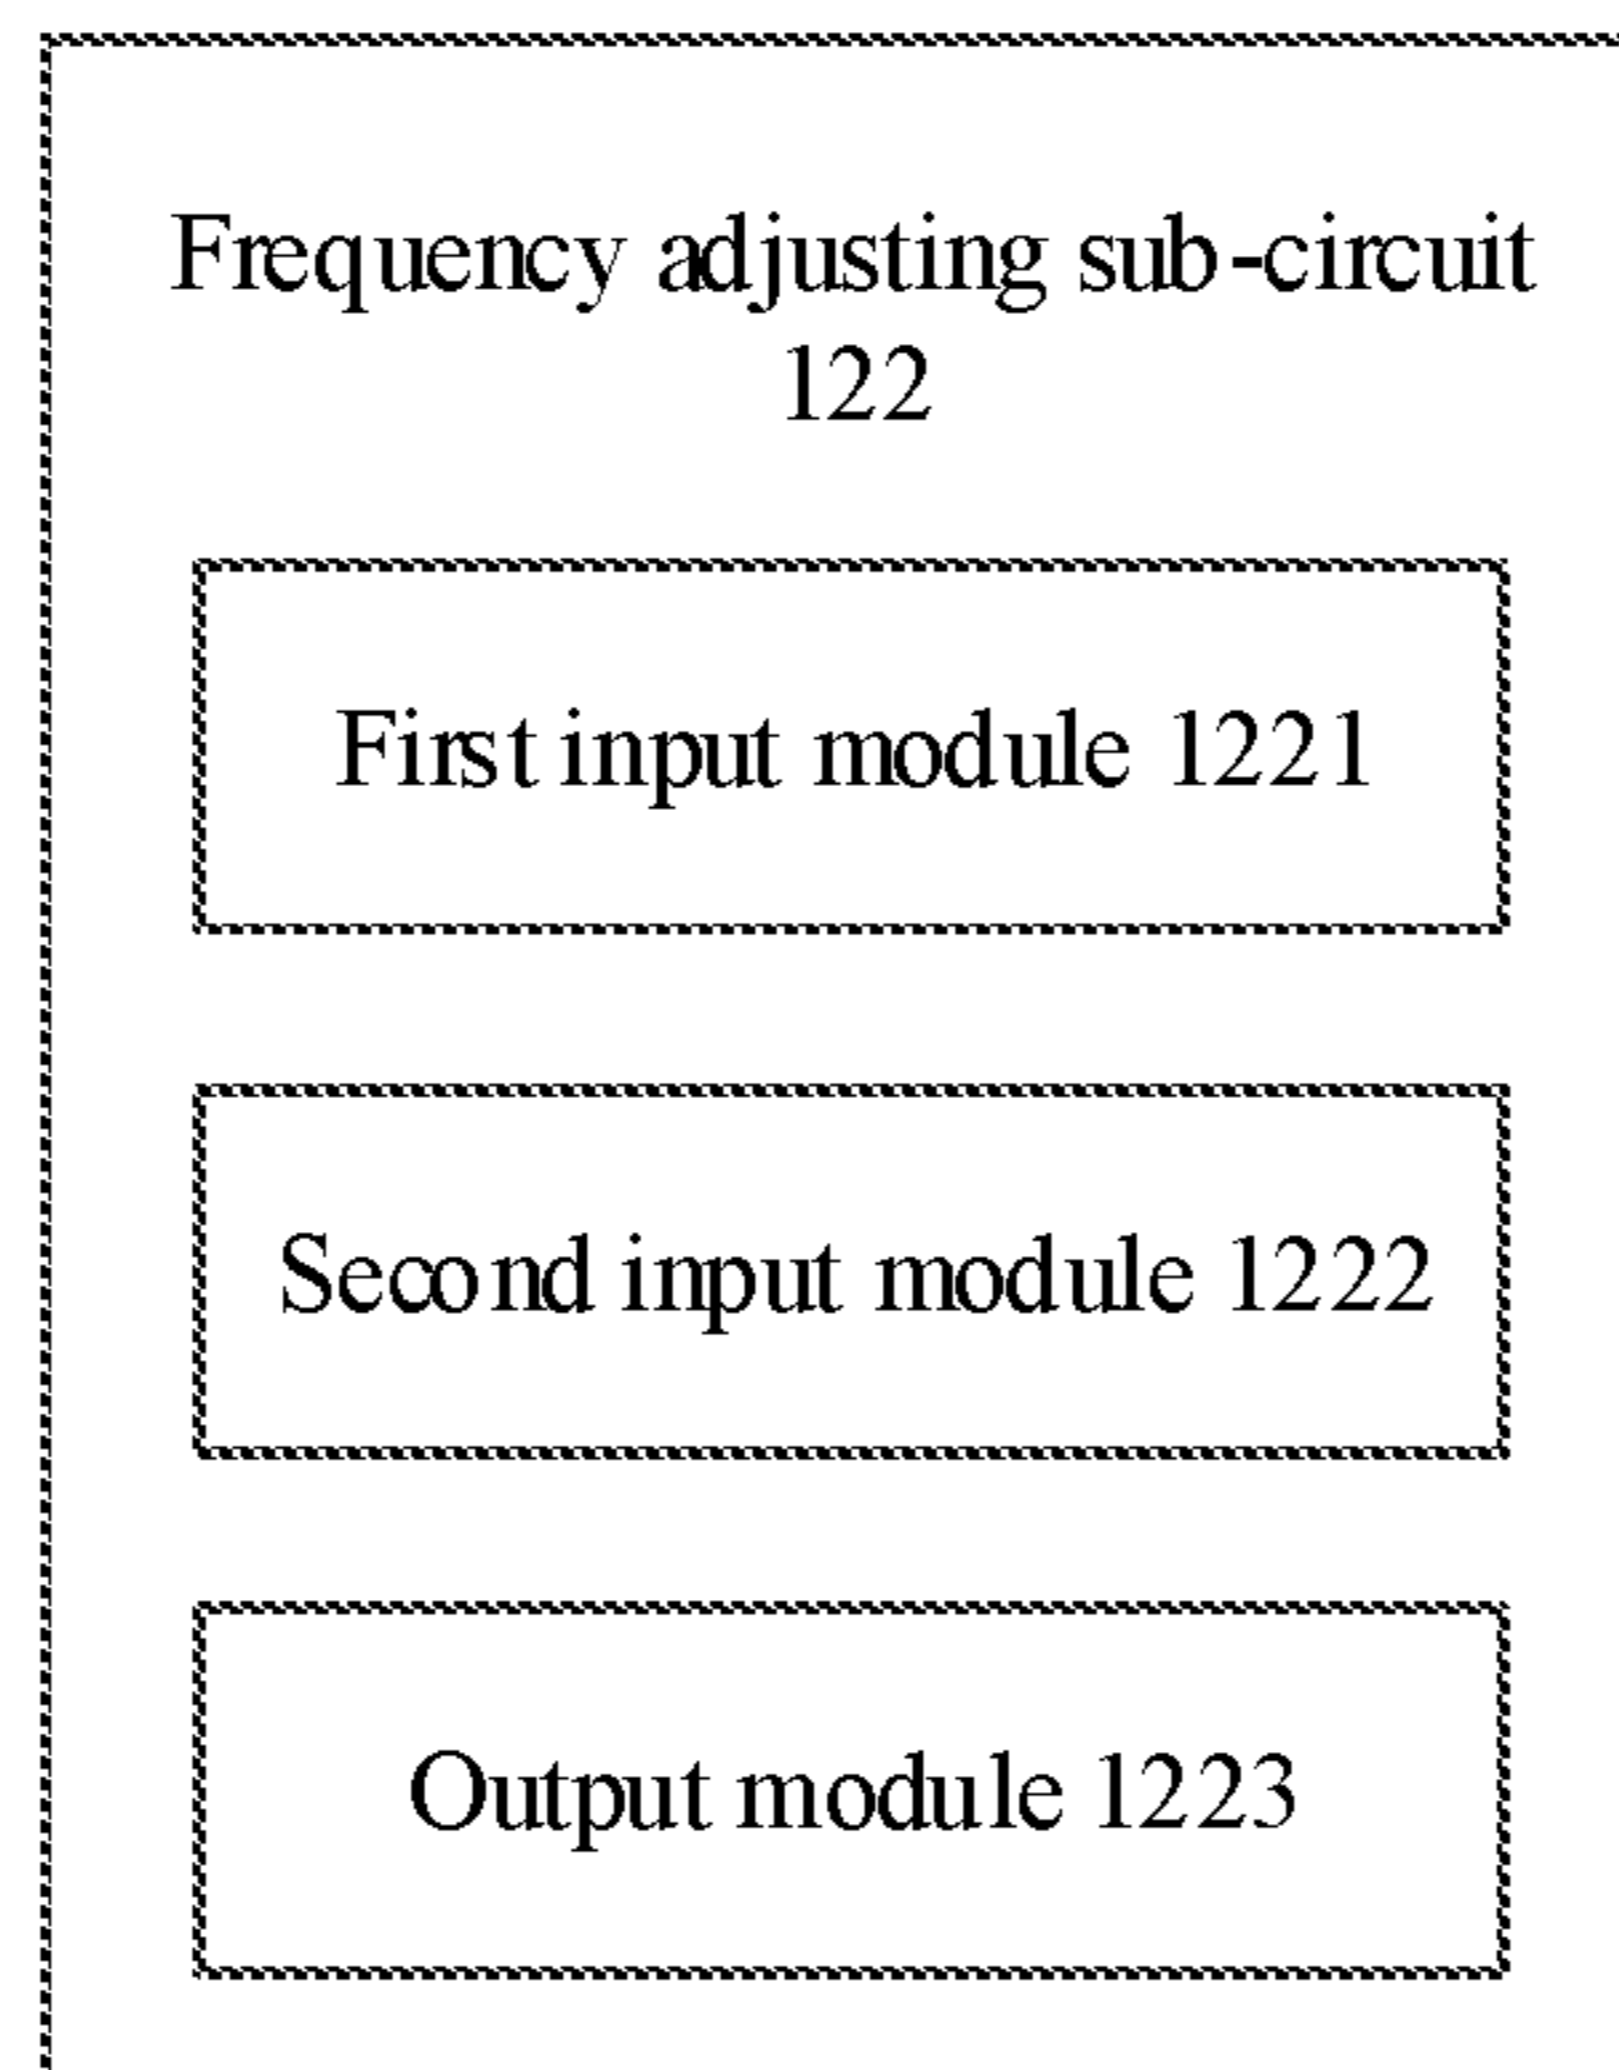 Frequency adjusting sub-circuit
122
First input module 1221
Second input module 1222
Output module 1223